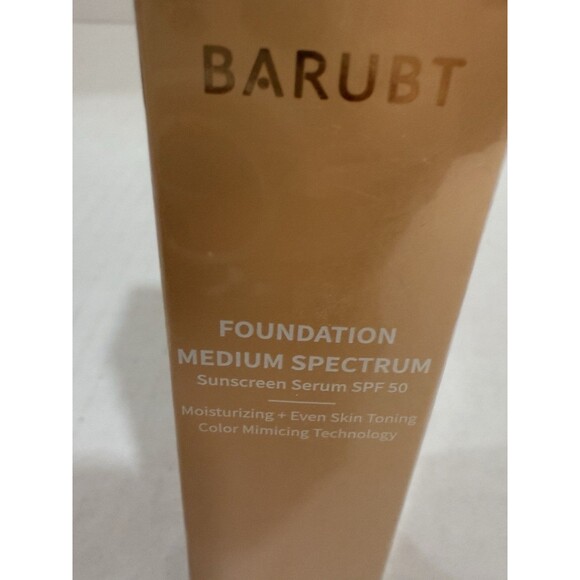 BARUBT
FOUNDATION
MEDIUM SPECTRUM
Sunscreen Serum SPF 50
Moisturizing + Even Skin Toning
Color Mimicing Technology